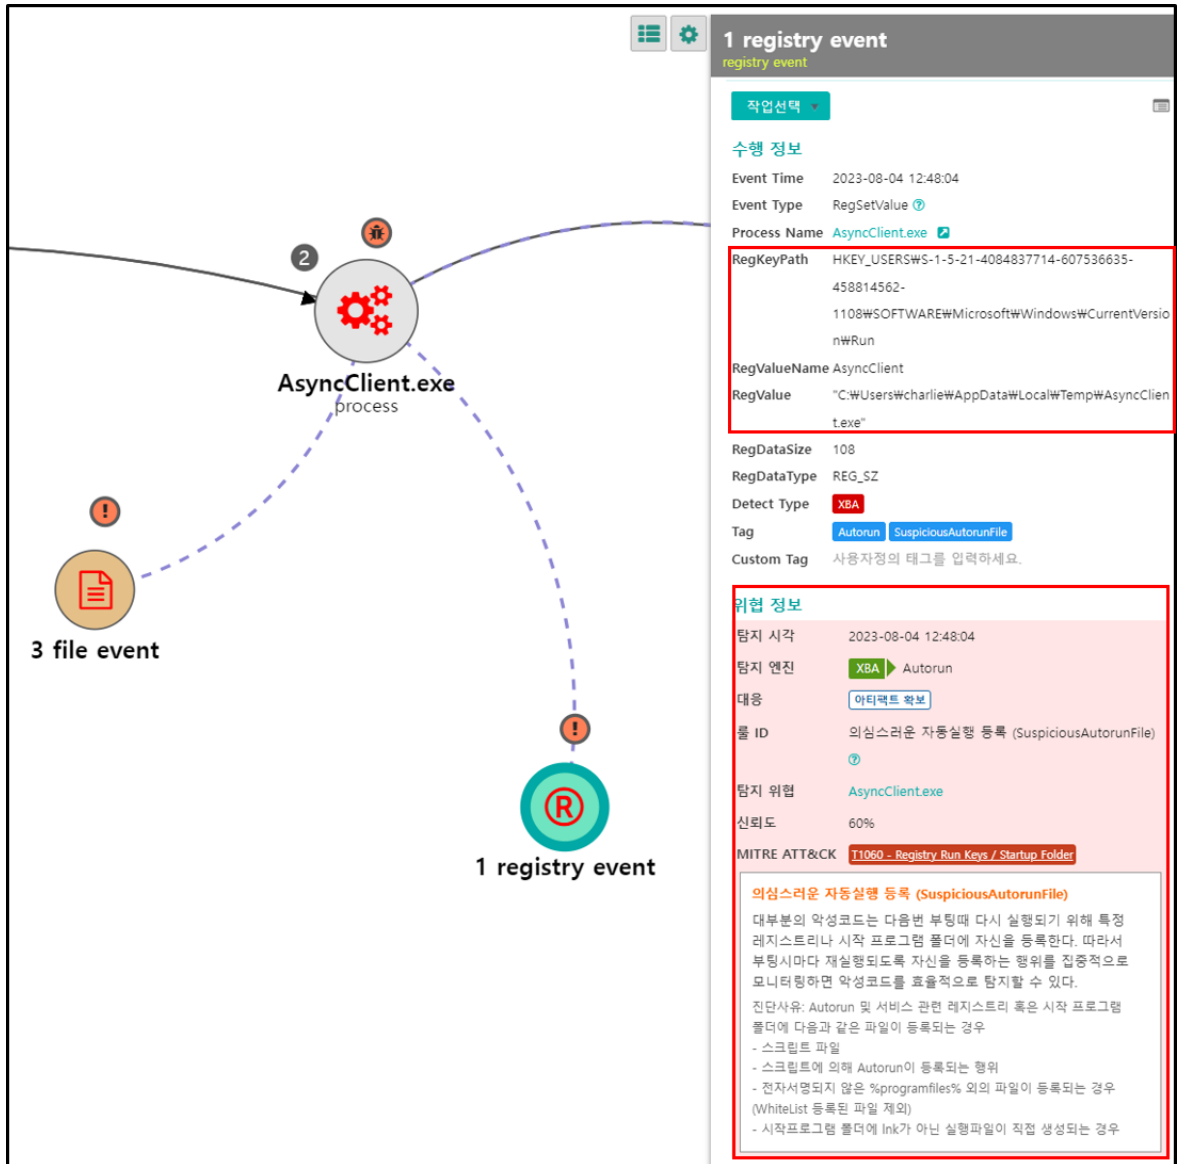 1 registry event
registry event
작업선택
수행 정보
Event Time 2023-08-04 12:48:04
Event Type RegSetValue
Process Name AsyncClient.exe
RegKeyPath HKEY_USERS₩S-1-5-21-4084837714-607536635-
458814562-
1108₩SOFTWARE₩Microsoft₩Windows₩CurrentVersio
n₩Run
RegValueName AsyncClient
RegValue "C:₩Users₩charlie₩AppData₩Local₩Temp₩AsyncClien
t.exe"
RegDataSize 108
RegDataType REG_SZ
Detect Type XBA
Tag Autorun SuspiciousAutorunFile
Custom Tag 사용자정의 태그를 입력하세요.
위협 정보
탐지 시각 2023-08-04 12:48:04
탐지 엔진 XBA Autorun
대응 아티팩트 확보
룰 ID 의심스러운 자동실행 등록 (SuspiciousAutorunFile)
탐지 위협 AsyncClient.exe
신뢰도 60%
MITRE ATT&CK T1060 - Registry Run Keys / Startup Folder
의심스러운 자동실행 등록 (SuspiciousAutorunFile)
대부분의 악성코드는 다음번 부팅때 다시 실행되기 위해 특정
레지스트리나 시작 프로그램 폴더에 자신을 등록한다. 따라서
부팅시마다 재실행되도록 자신을 등록하는 행위를 집중적으로
모니터링하면 악성코드를 효율적으로 탐지할 수 있다.
진단사유: Autorun 및 서비스 관련 레지스트리 혹은 시작 프로그램
폴더에 다음과 같은 파일이 등록되는 경우
- 스크립트 파일
- 스크립트에 의해 Autorun이 등록되는 행위
- 전자서명되지 않은 %programfiles% 외의 파일이 등록되는 경우
(WhiteList 등록된 파일 제외)
- 시작프로그램 폴더에 lnk가 아닌 실행파일이 직접 생성되는 경우
2
AsyncClient.exe
process
3 file event
R
1 registry event